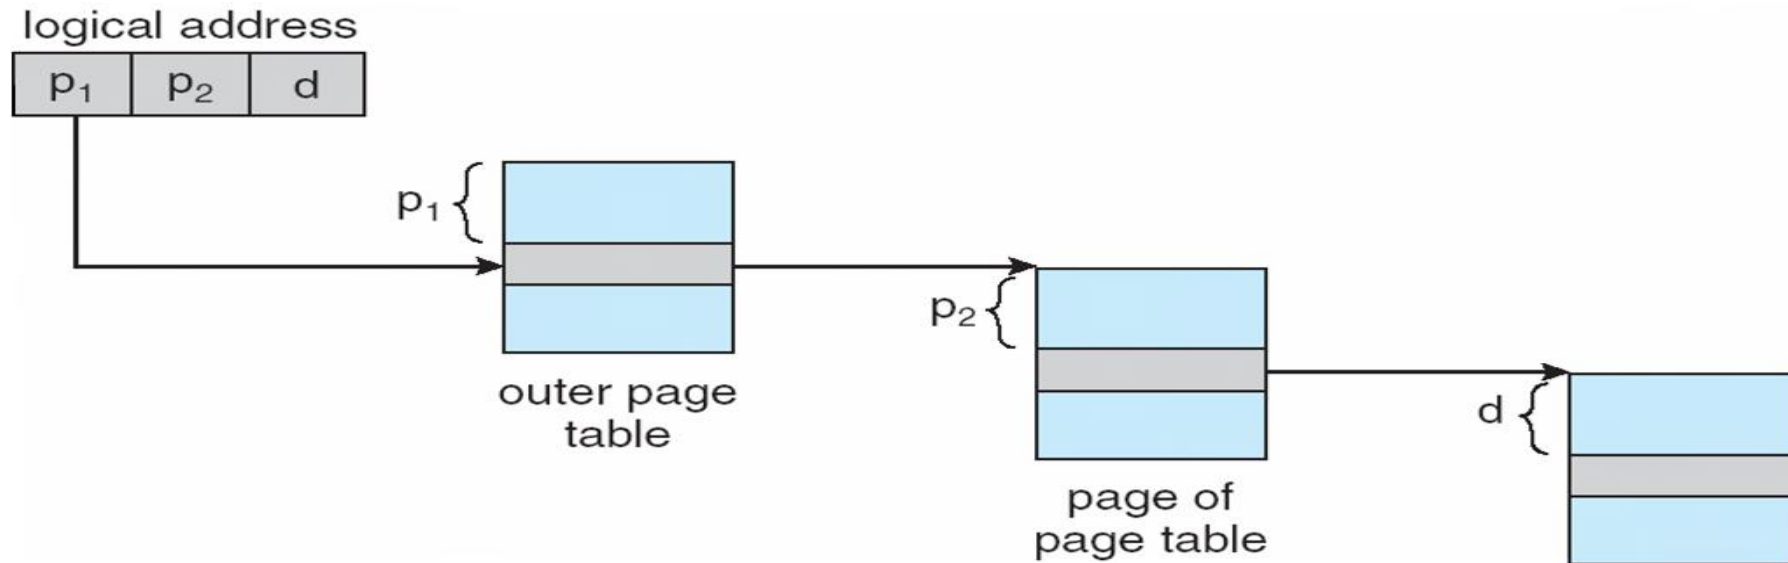 logical address
p₁ p₂ d
p₁
outer page
table
p₂
page of
page table
d